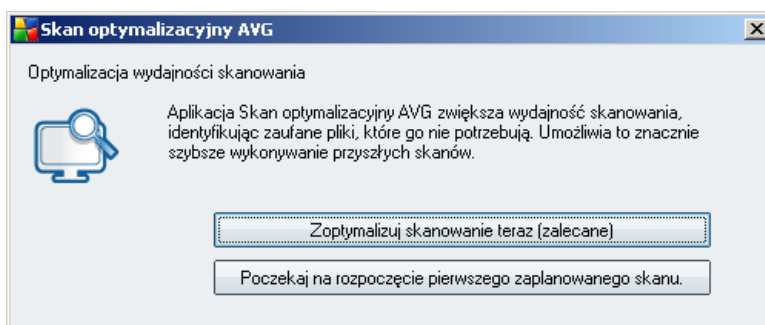 Skan optymalizacyjny AVG
Optymalizacja wydajności skanowania
Aplikacja Skan optymalizacyjny AVG zwiększa wydajność skanowania,
identyfikując zaufane pliki, które go nie potrzebują. Umożliwia to znacznie
szybsze wykonywanie przyszłych skanów.
Zoptymalizuj skanowanie teraz (zalecane)
Poczekaj na rozpoczęcie pierwszego zaplanowanego skanu.